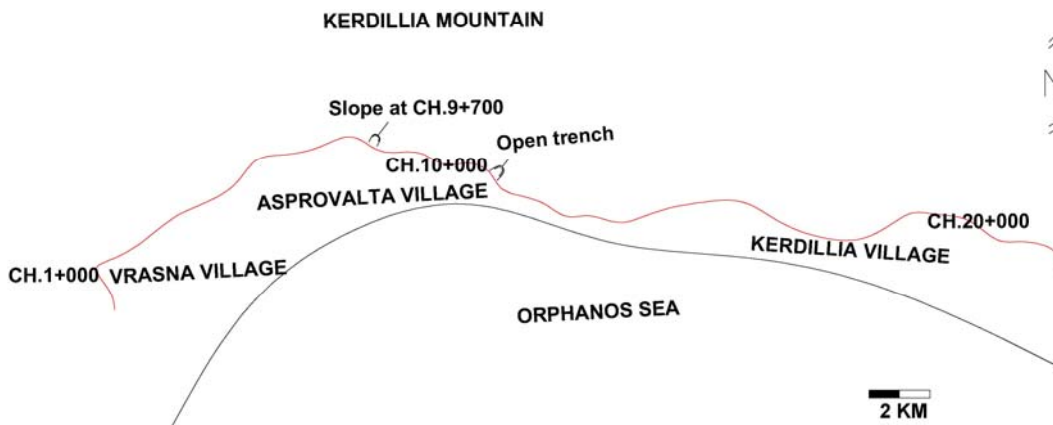 KERDILLIA MOUNTAIN
N
Slope at CH.9+700
Open trench
CH.10+000
ASPROVALTA VILLAGE
CH.20+000
KERDILLIA VILLAGE
CH.1+000 VRASNA VILLAGE
ORPHANOS SEA
2 KM